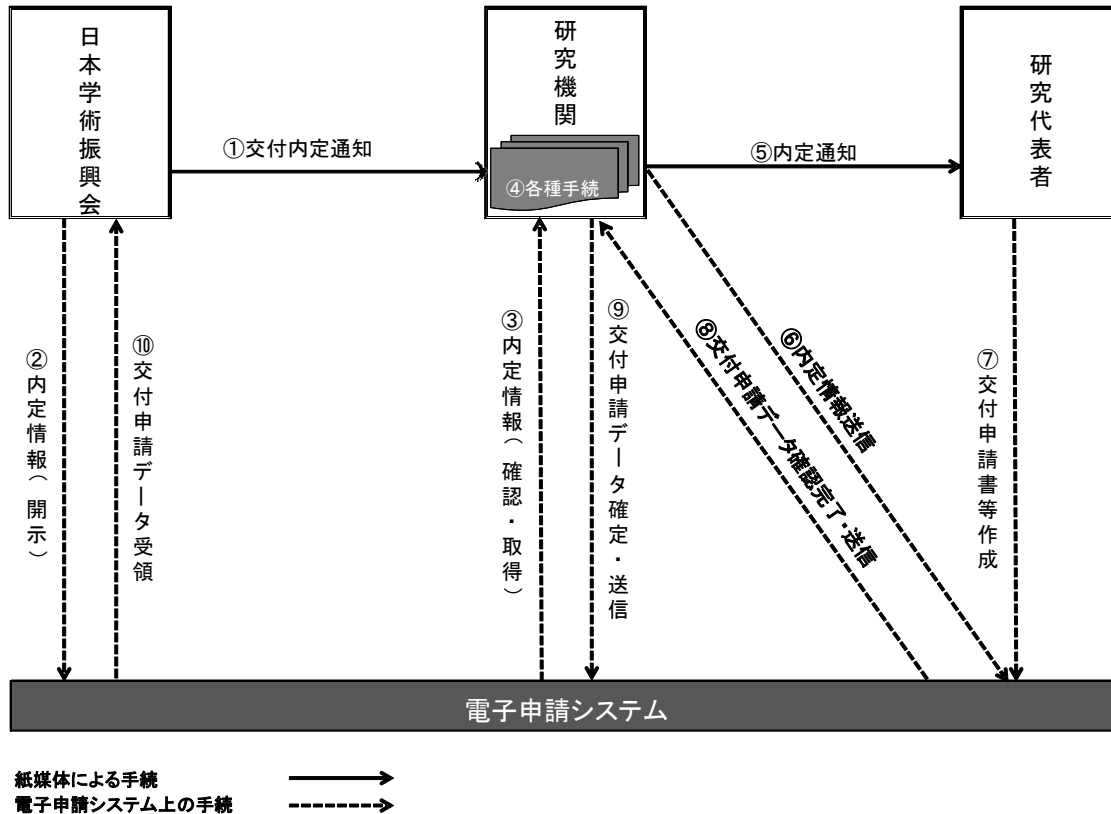 日本学術振興会
研究機関
研究代表者
①交付内定通知
④各種手続
⑤内定通知
②内定情報（開示）
⑩交付申請データ受領
③内定情報（確認・取得）
⑨交付申請データ確定・送信
⑧交付申請データ確認完了・送信
⑥内定情報送信
⑦交付申請書等作成
電子申請システム
紙媒体による手続
電子申請システム上の手続